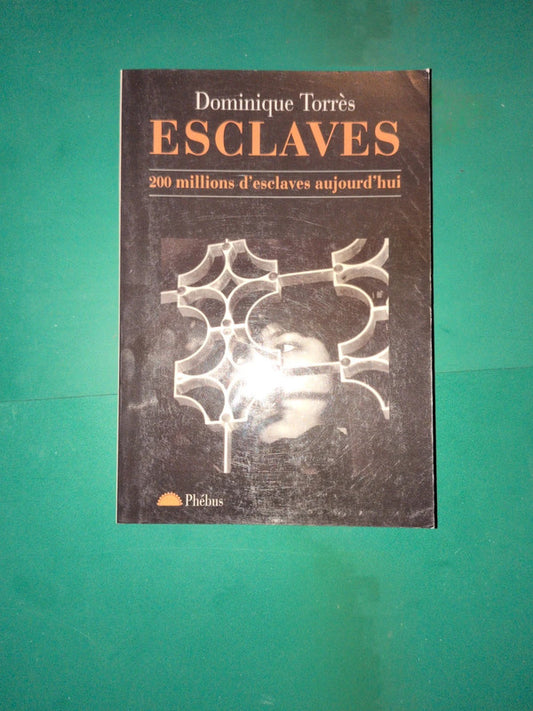 Dominique Torrès
ESCLAVES
200 millions d'esclaves aujourd'hui
Phébus